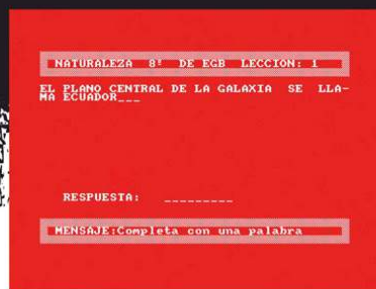 NATURALEZA 8º DE EGB LECCION: 1
EL PLANO CENTRAL DE LA GALAXIA SE LLA-
MA ECUADOR___
RESPUESTA: _________
MENSAJE:Completa con una palabra